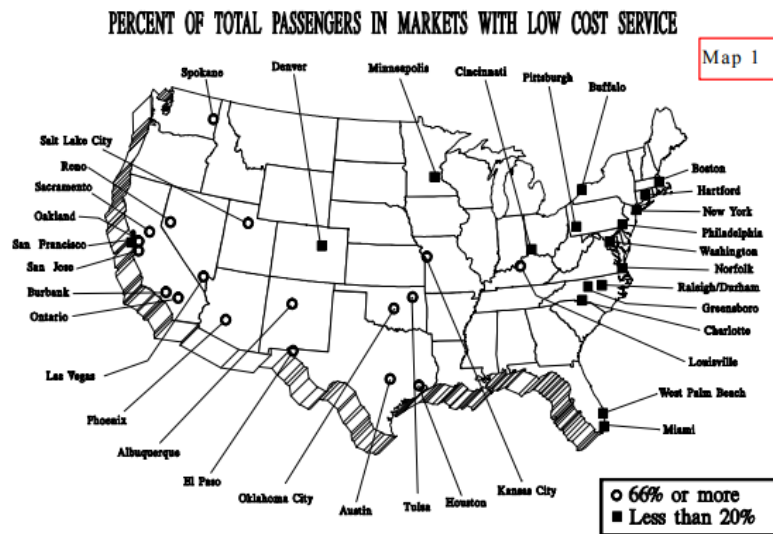 PERCENT OF TOTAL PASSENGERS IN MARKETS WITH LOW COST SERVICE
Map 1
Spokane
Denver
Minneapolis
Cincinnati
Pittsburgh
Buffalo
Salt Lake City
Reno
Sacramento
Oakland
San Francisco
San Jose
Burbank
Ontario
Las Vegas
Phoenix
Albuquerque
El Paso
Oklahoma City
Austin
Tulsa
Houston
Kansas City
Boston
Hartford
New York
Philadelphia
Washington
Norfolk
Raleigh/Durham
Greensboro
Charlotte
Louisville
West Palm Beach
Miami
66% or more
Less than 20%